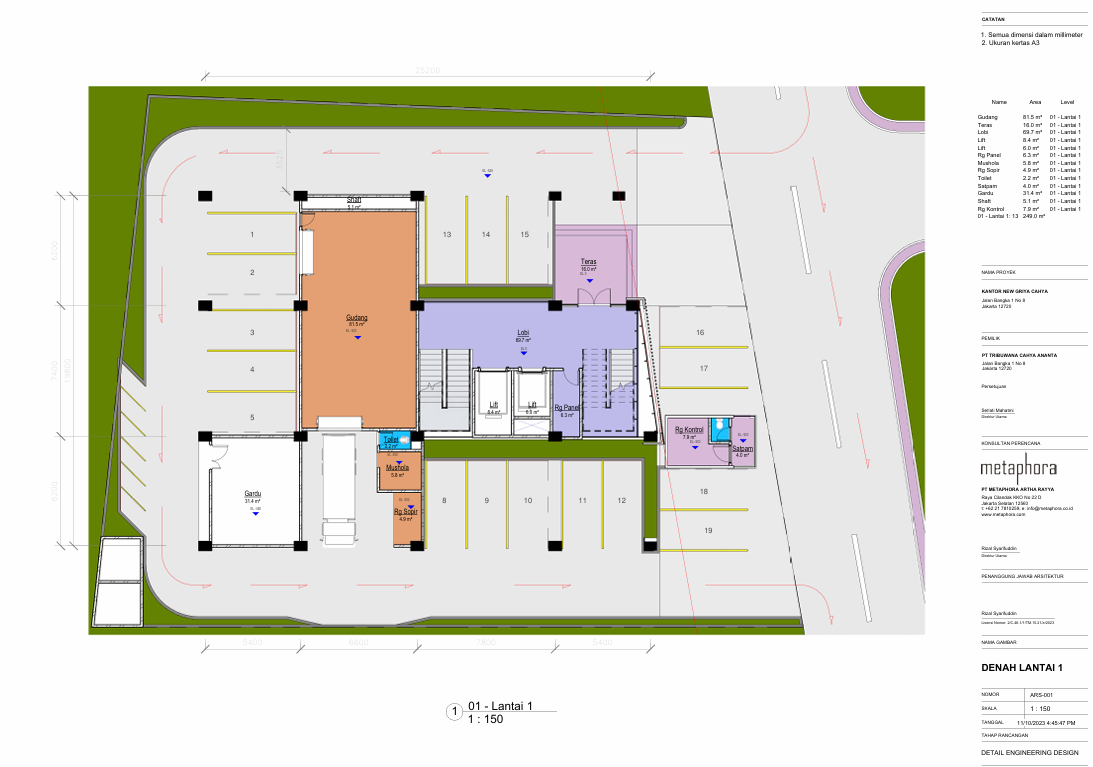 25200
6200
7400
19800
6200
Shaft
5.1 m²
1
2
3
4
5
13
14
15
Teras
16.0 m²
Gudang
81.5 m²
Lobi
69.7 m²
Lift
8.4 m²
Lift
6.0 m²
Rg Panel
6.3 m²
16
17
Rg Kontrol
7.9 m²
Satpam
4.0 m²
Toilet
2.2 m²
Mushola
5.8 m²
Rg Sopir
4.9 m²
Gardu
31.4 m²
8
9
10
11
12
18
19
5400
6600
7800
5400
1
01 - Lantai 1
1 : 150
CATATAN
1. Semua dimensi dalam millimeter
2. Ukuran kertas A3
Name Area Level
Gudang 81.5 m² 01 - Lantai 1
Teras 16.0 m² 01 - Lantai 1
Lobi 69.7 m² 01 - Lantai 1
Lift 8.4 m² 01 - Lantai 1
Lift 6.0 m² 01 - Lantai 1
Rg Panel 6.3 m² 01 - Lantai 1
Mushola 5.8 m² 01 - Lantai 1
Rg Sopir 4.9 m² 01 - Lantai 1
Toilet 2.2 m² 01 - Lantai 1
Satpam 4.0 m² 01 - Lantai 1
Gardu 31.4 m² 01 - Lantai 1
Shaft 5.1 m² 01 - Lantai 1
Rg Kontrol 7.9 m² 01 - Lantai 1
01 - Lantai 1: 13 249.0 m²
NAMA PROYEK
KANTOR NEW GRIYA CAHYA
Jalan Bangka 1 No 8
Jakarta 12720
PEMILIK
PT TRIBUWANA CAHYA ANANTA
Jalan Bangka 1 No 8
Jakarta 12720
Persetujuan
Seriati Maharini
Direktur Utama
KONSULTAN PERENCANA
metaphora
PT METAPHORA ARTHA RAYYA
Raya Cilandak KKO No 22 D
Jakarta Selatan 12560
t: +62 21 7810259, e: info@metaphora.co.id
www.metaphora.com
Rizal Syarifuddin
Direktur Utama
PENANGGUNG JAWAB ARSITEKTUR
Rizal Syarifuddin
NAMA GAMBAR
DENAH LANTAI 1
NOMOR ARS-001
SKALA 1 : 150
TANGGAL 11/10/2023 4:45:47 PM
TAHAP RANCANGAN
DETAIL ENGINEERING DESIGN